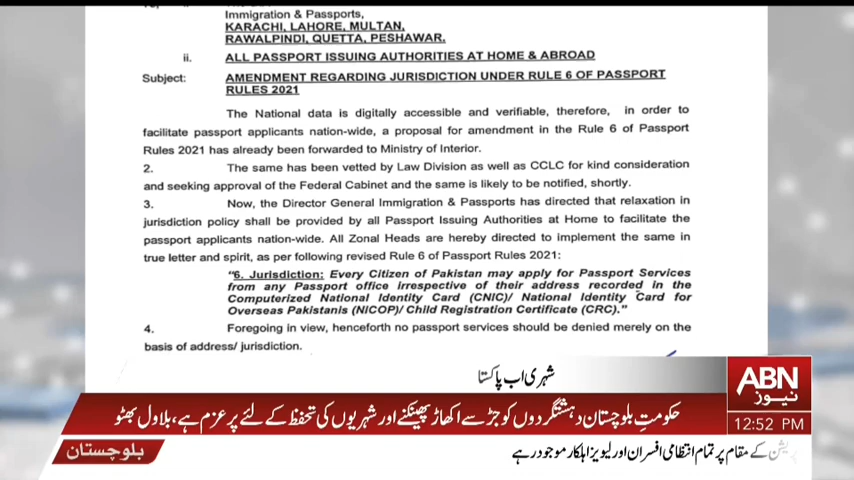 Immigration & Passports,
KARACHI, LAHORE, MULTAN,
RAWALPINDI, QUETTA, PESHAWAR.
ii. ALL PASSPORT ISSUING AUTHORITIES AT HOME & ABROAD
Subject: AMENDMENT REGARDING JURISDICTION UNDER RULE 6 OF PASSPORT
RULES 2021
The National data is digitally accessible and verifiable, therefore, in order to
facilitate passport applicants nation-wide, a proposal for amendment in the Rule 6 of Passport
Rules 2021 has already been forwarded to Ministry of Interior.
2. The same has been vetted by Law Division as well as CCLC for kind consideration
and seeking approval of the Federal Cabinet and the same is likely to be notified, shortly.
3. Now, the Director General Immigration & Passports has directed that relaxation in
jurisdiction policy shall be provided by all Passport Issuing Authorities at Home to facilitate the
passport applicants nation-wide. All Zonal Heads are hereby directed to implement the same in
true letter and spirit, as per following revised Rule 6 of Passport Rules 2021:
"6. Jurisdiction: Every Citizen of Pakistan may apply for Passport Services
from any Passport office irrespective of their address recorded in the
Computerized National Identity Card (CNIC)/ National Identity Card for
Overseas Pakistanis (NICOP)/ Child Registration Certificate (CRC)."
4. Foregoing in view, henceforth no passport services should be denied merely on the
basis of address/ jurisdiction.
شہری اب پاکستا
ABN
نیوز
حکومتِ بلوچستان دہشتگردوں کو جڑ سے اکھاڑ پھینکنے اور شہریوں کی تحفظ کے لئے پر عزم ہے، بلاول بھٹو
12:52 PM
بلوچستان
کے مقام پر تمام انتظامی افسران اور لیویز اہلکار موجود رہے